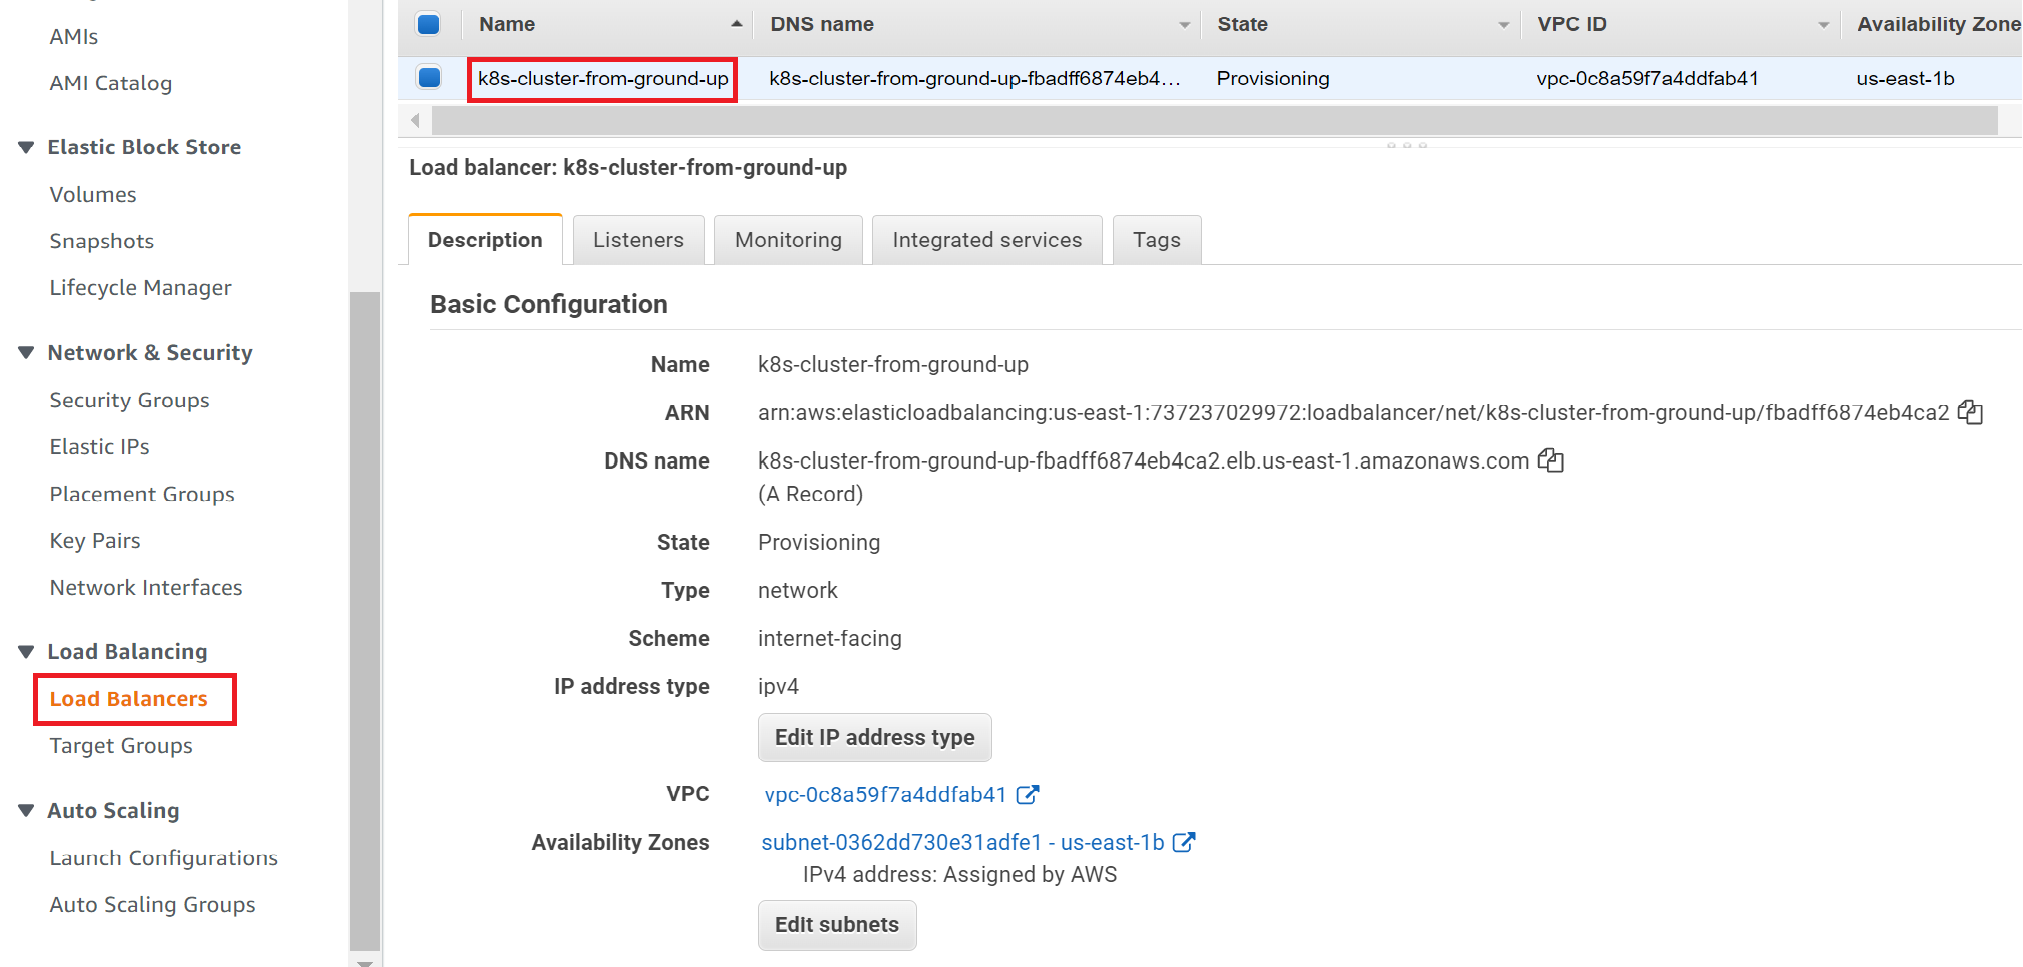 AMIs
AMI Catalog
Elastic Block Store
Volumes
Snapshots
Lifecycle Manager
Network & Security
Security Groups
Elastic IPs
Placement Groups
Key Pairs
Network Interfaces
Load Balancing
Load Balancers
Target Groups
Auto Scaling
Launch Configurations
Auto Scaling Groups
Name DNS name State VPC ID Availability Zone
k8s-cluster-from-ground-up k8s-cluster-from-ground-up-fbadff6874eb4... Provisioning vpc-0c8a59f7a4ddfab41 us-east-1b
Load balancer: k8s-cluster-from-ground-up
Description Listeners Monitoring Integrated services Tags
Basic Configuration
Name k8s-cluster-from-ground-up
ARN arn:aws:elasticloadbalancing:us-east-1:737237029972:loadbalancer/net/k8s-cluster-from-ground-up/fbadff6874eb4ca2
DNS name k8s-cluster-from-ground-up-fbadff6874eb4ca2.elb.us-east-1.amazonaws.com
(A Record)
State Provisioning
Type network
Scheme internet-facing
IP address type ipv4
Edit IP address type
VPC vpc-0c8a59f7a4ddfab41
Availability Zones subnet-0362dd730e31adfe1 - us-east-1b
IPv4 address: Assigned by AWS
Edit subnets